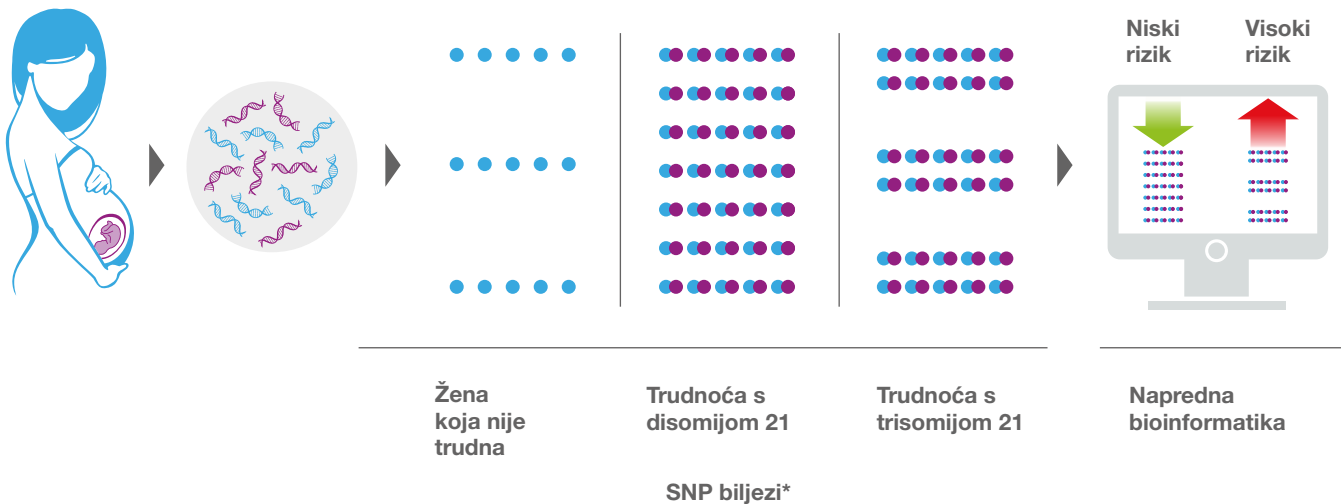 Niski
rizik
Visoki
rizik
Žena
koja nije
trudna
Trudnoća s
disomijom 21
Trudnoća s
trisomijom 21
Napredna
bioinformatika
SNP biljezi*